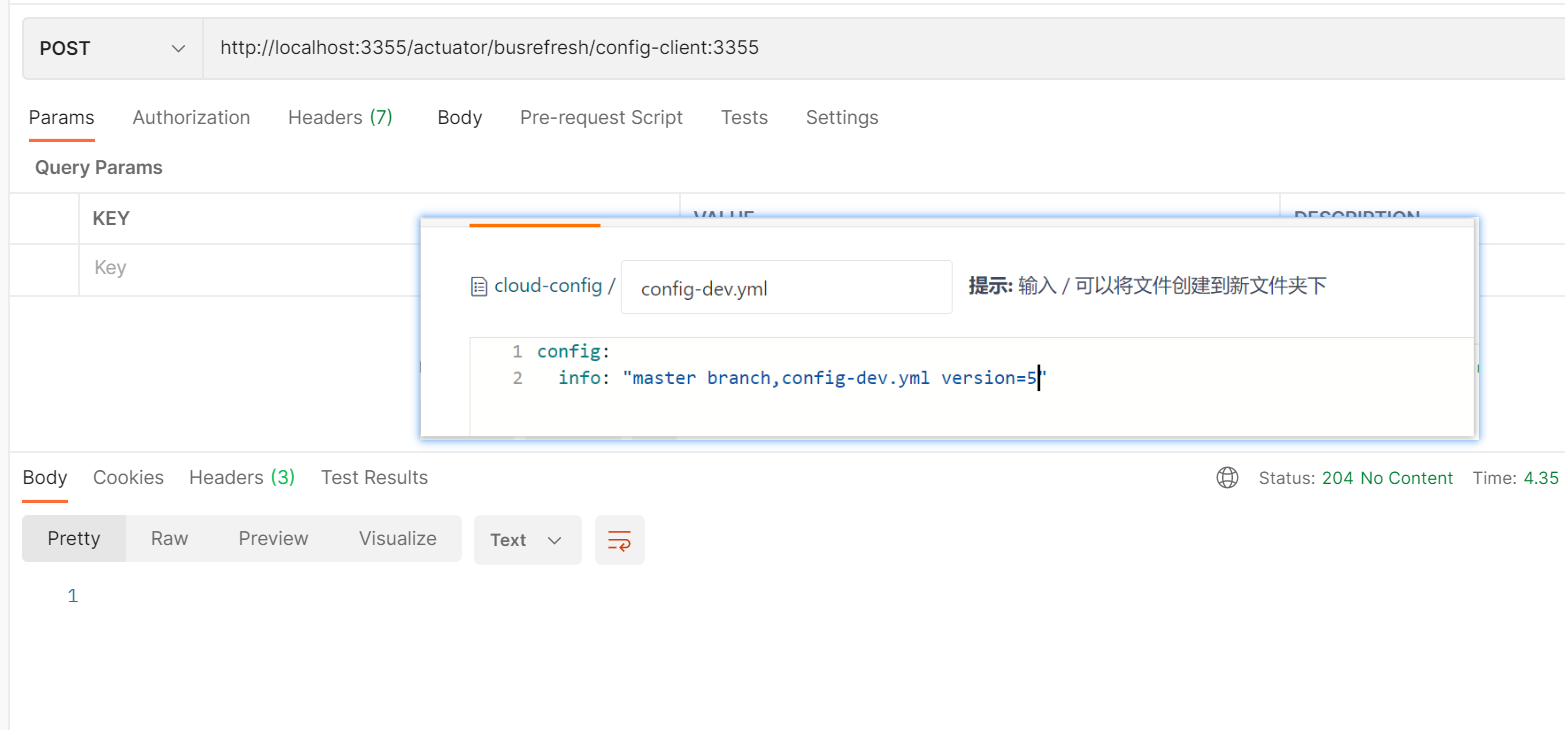 POST http://localhost:3355/actuator/busrefresh/config-client:3355
Params Authorization Headers (7) Body Pre-request Script Tests Settings
Query Params
KEY VALUE DESCRIPTION
Key
cloud-config / config-dev.yml 提示: 输入 / 可以将文件创建到新文件夹下
1 config:
2 info: "master branch,config-dev.yml version=5"
Body Cookies Headers (3) Test Results Status: 204 No Content Time: 4.35
Pretty Raw Preview Visualize Text
1